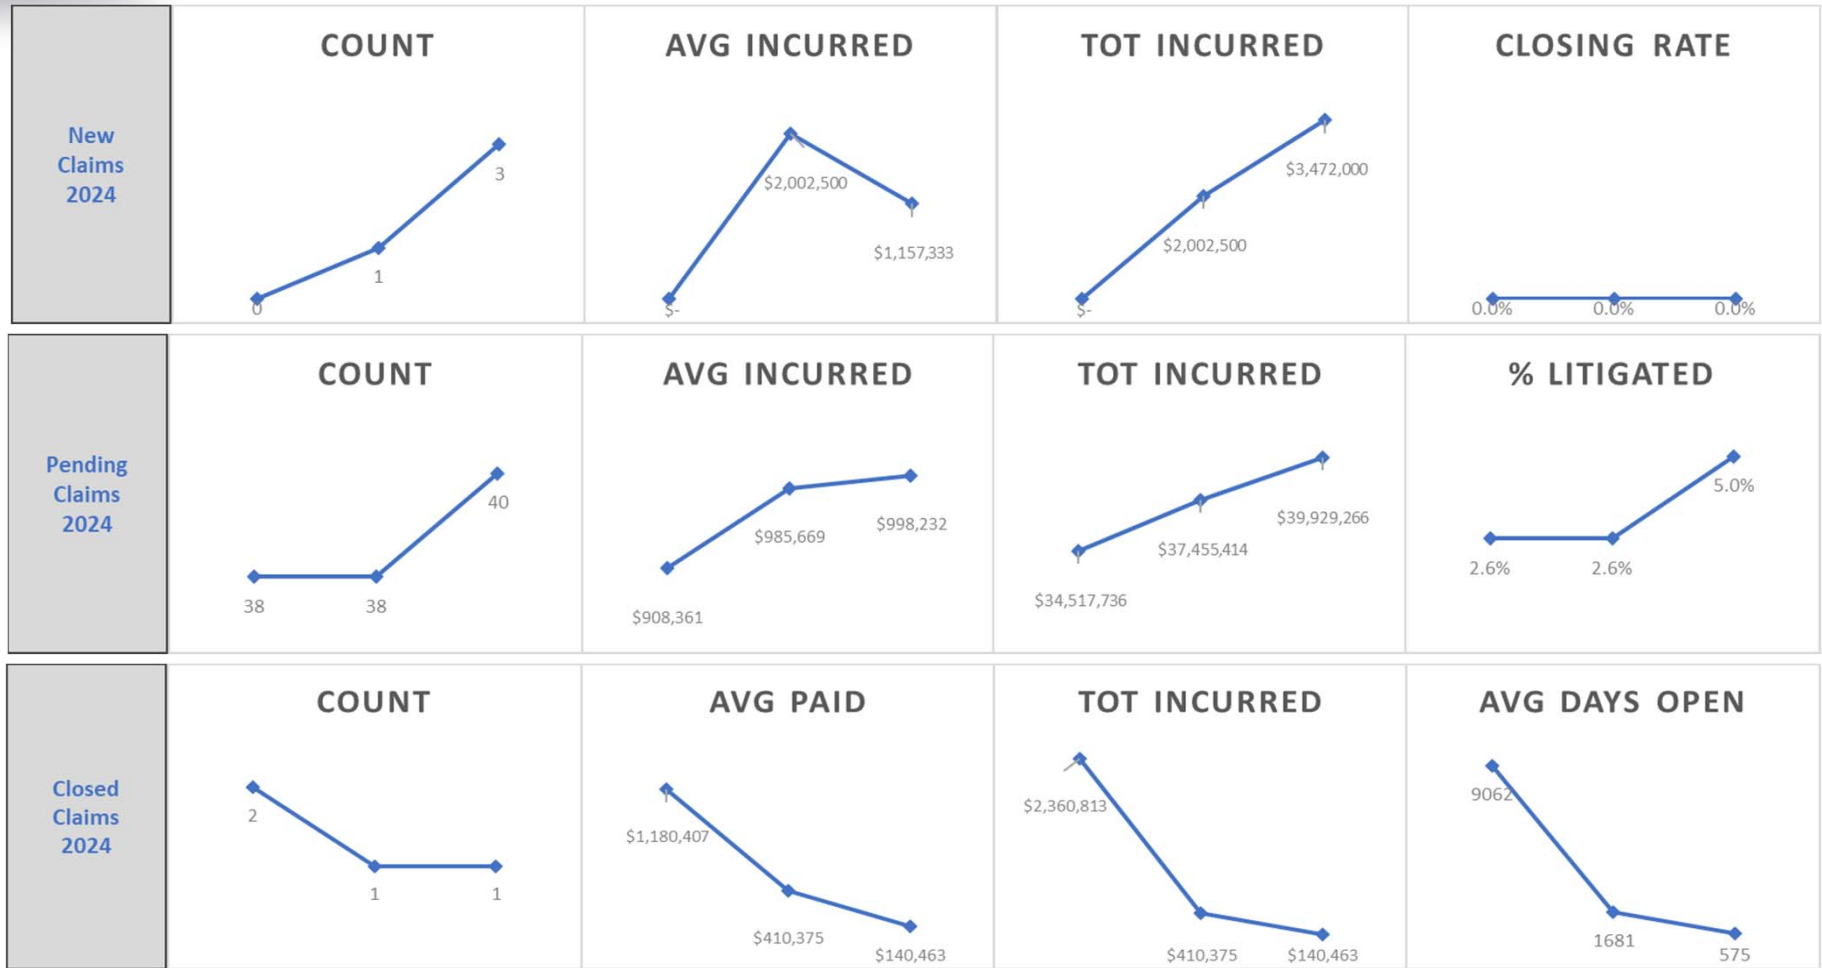 New
Claims
2024
COUNT
0
1
3
AVG INCURRED
$-
$2,002,500
$1,157,333
TOT INCURRED
$-
$2,002,500
$3,472,000
CLOSING RATE
0.0%
0.0%
0.0%
Pending
Claims
2024
COUNT
38
38
40
AVG INCURRED
$908,361
$985,669
$998,232
TOT INCURRED
$34,517,736
$37,455,414
$39,929,266
% LITIGATED
2.6%
2.6%
5.0%
Closed
Claims
2024
COUNT
2
1
1
AVG PAID
$1,180,407
$410,375
$140,463
TOT INCURRED
$2,360,813
$410,375
$140,463
AVG DAYS OPEN
9062
1681
575